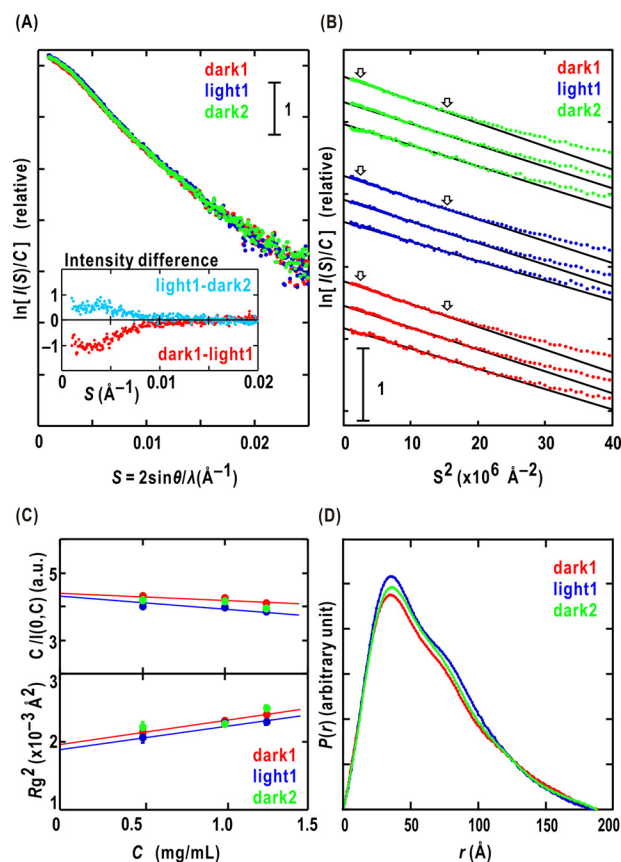 (A)
dark1
light1
dark2
1
ln[ I(S)/C] (relative)
Intensity difference
light1-dark2
dark1-light1
1
0
−1
0
0.01
0.02
S (Å⁻¹)
0
0.01
0.02
S = 2sinθ/λ(Å⁻¹)
(B)
dark1
light1
dark2
ln[ I(S)/C] (relative)
1
0
10
20
30
40
S² (x10⁶ Å⁻²)
(C)
5
4
C /I(0,C) (a.u.)
3
2
1
Rg² (x10⁻³ Å²)
dark1
light1
dark2
0
0.5
1.0
1.5
C (mg/mL)
(D)
dark1
light1
dark2
P(r) (arbitrary unit)
0
50
100
150
200
r (Å)